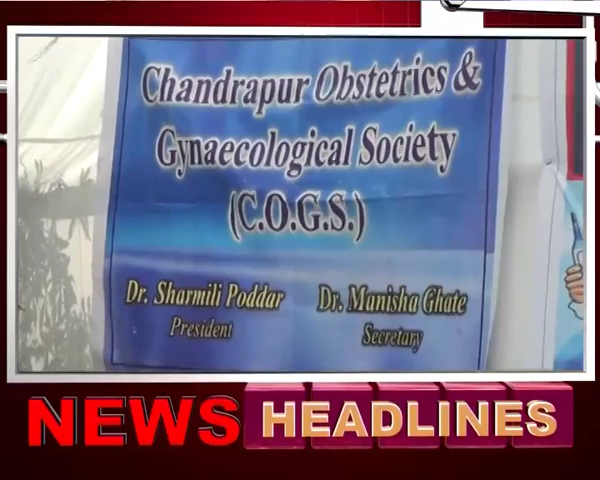 Chandrapur Obstetrics &
Gynaecological Society
(C.O.G.S.)
Dr. Sharmili Poddar Dr. Manisha Ghate
President Secretary
NEWS HEADLINES